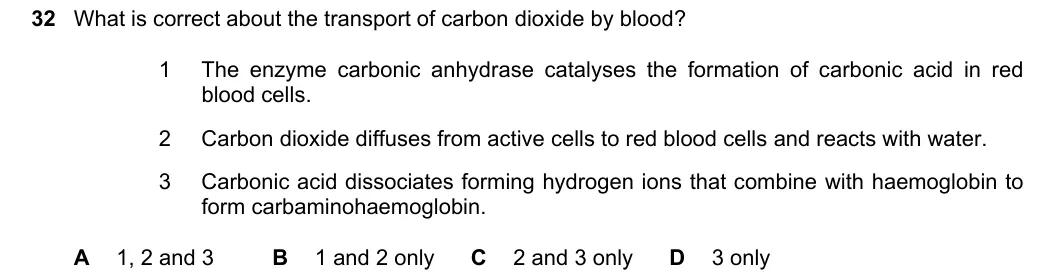 32 What is correct about the transport of carbon dioxide by blood?
1 The enzyme carbonic anhydrase catalyses the formation of carbonic acid in red
blood cells.
2 Carbon dioxide diffuses from active cells to red blood cells and reacts with water.
3 Carbonic acid dissociates forming hydrogen ions that combine with haemoglobin to
form carbaminohaemoglobin.
A 1, 2 and 3 B 1 and 2 only C 2 and 3 only D 3 only